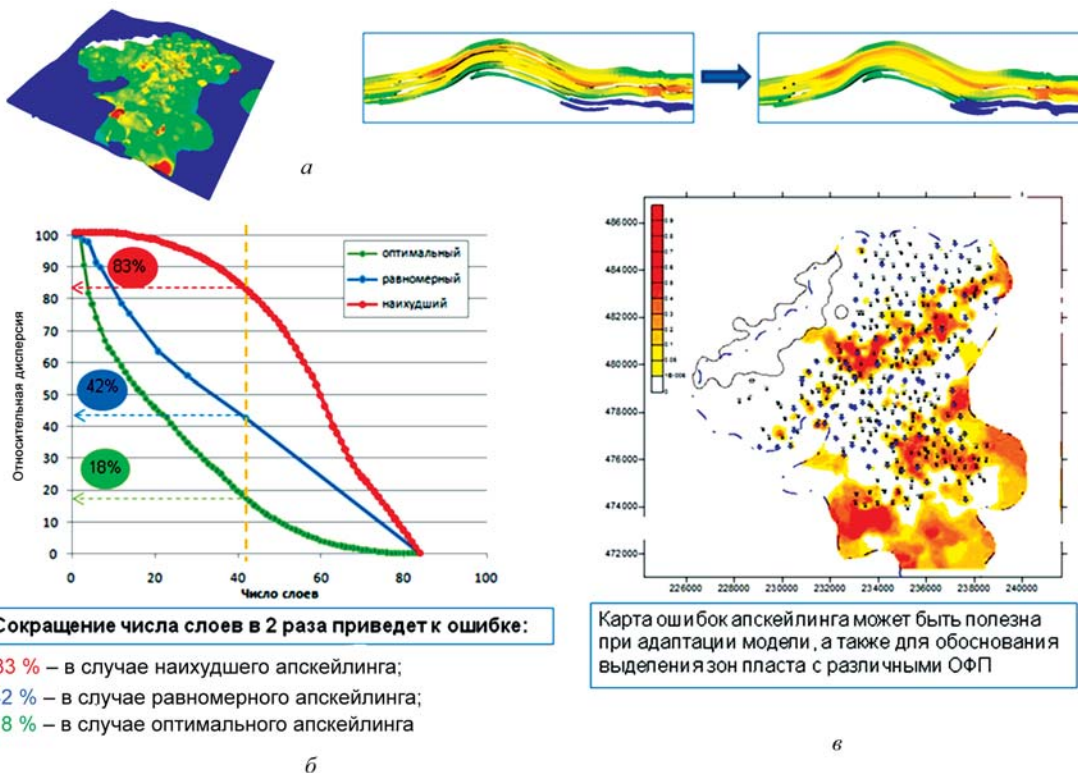 а
100
90
80
70
60
50
40
30
20
10
0
Относительная дисперсия
83%
42%
18%
оптимальный
равномерный
наихудший
0 20 40 60 80 100
Число слоев
Сокращение числа слоев в 2 раза приведет к ошибке:
83 % – в случае наихудшего апскейлинга;
42 % – в случае равномерного апскейлинга;
18 % – в случае оптимального апскейлинга
б
486000
484000
482000
480000
478000
476000
474000
472000
226000 228000 230000 232000 234000 236000 238000 240000
Карта ошибок апскейлинга может быть полезна
при адаптации модели, а также для обоснования
выделения зон пласта с различными ОФП
в